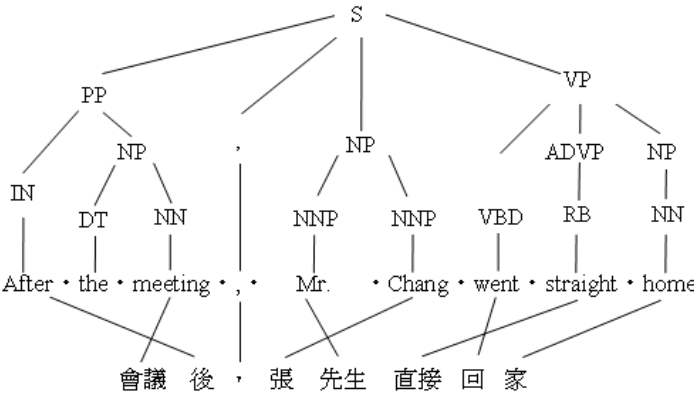 S
PP VP
NP , NP ADVP NP
IN DT NN NNP NNP VBD RB NN
After · the · meeting · , · Mr. · Chang · went · straight · home
會議 後 , 張 先生 直接 回 家